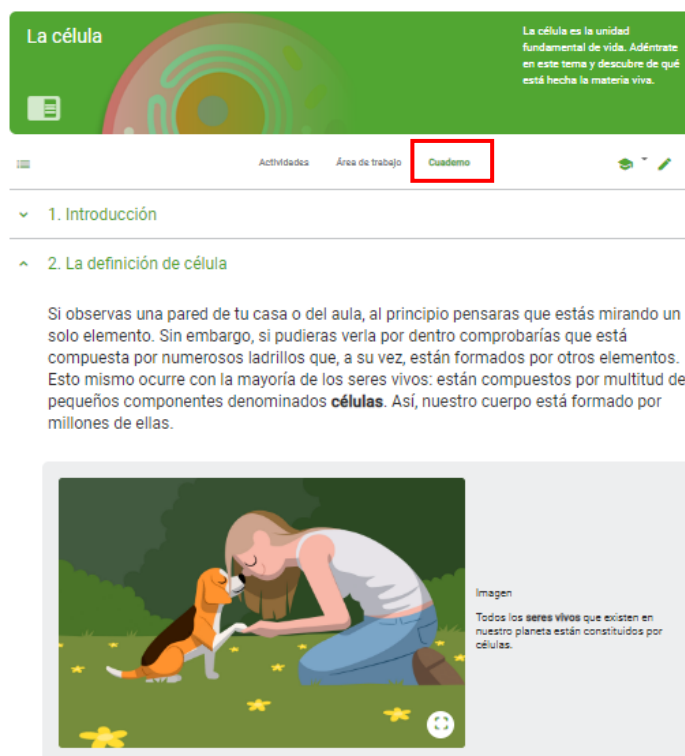 La célula
La célula es la unidad
fundamental de vida. Adéntrate
en este tema y descubre de qué
está hecha la materia viva.
Actividades Área de trabajo Cuaderno
1. Introducción
2. La definición de célula
Si observas una pared de tu casa o del aula, al principio pensaras que estás mirando un
solo elemento. Sin embargo, si pudieras verla por dentro comprobarías que está
compuesta por numerosos ladrillos que, a su vez, están formados por otros elementos.
Esto mismo ocurre con la mayoría de los seres vivos: están compuestos por multitud de
pequeños componentes denominados células. Así, nuestro cuerpo está formado por
millones de ellas.
Imagen
Todos los seres vivos que existen en
nuestro planeta están constituidos por
células.